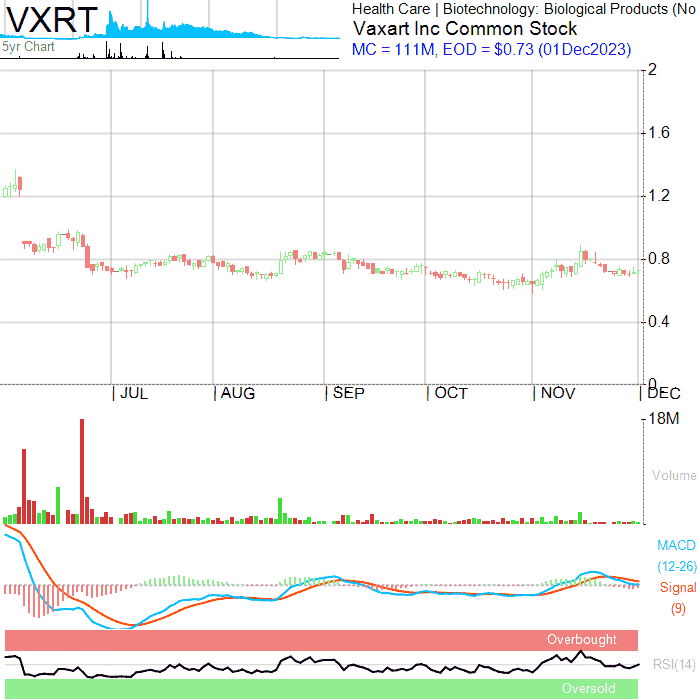 VXRT
5yr Chart
Health Care | Biotechnology: Biological Products (No
Vaxart Inc Common Stock
MC = 111M, EOD = $0.73 (01Dec2023)
2
1.6
1.2
0.8
0.4
0
| JUL | AUG | SEP | OCT | NOV | DEC
18M
Volume
MACD
(12-26)
Signal
(9)
Overbought
RSI(14)
Oversold